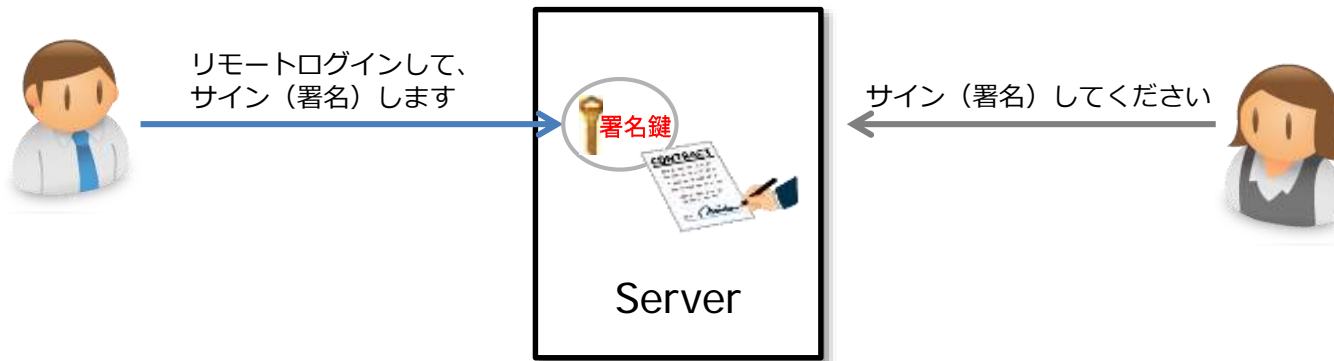 リモートログインして、
サイン（署名）します
サイン（署名）してください
署名鍵
CONTRACT
Server